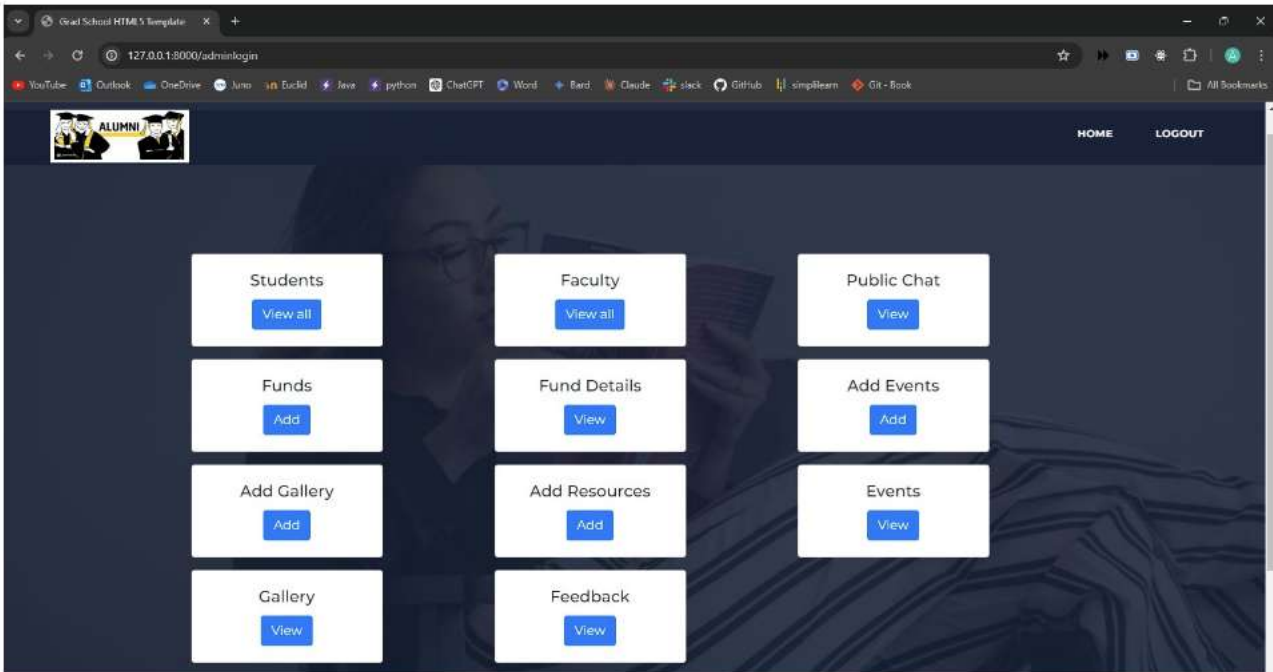 Grad School HTML5 Template
127.0.0.1:8000/adminlogin
YouTube Outlook OneDrive Juno Euclid Java python ChatGPT Word Bard Claude slack GitHub simplilearn Git - Book All Bookmarks
ALUMNI HOME LOGOUT
Students Faculty Public Chat
View all View all View
Funds Fund Details Add Events
Add View Add
Add Gallery Add Resources Events
Add Add View
Gallery Feedback
View View